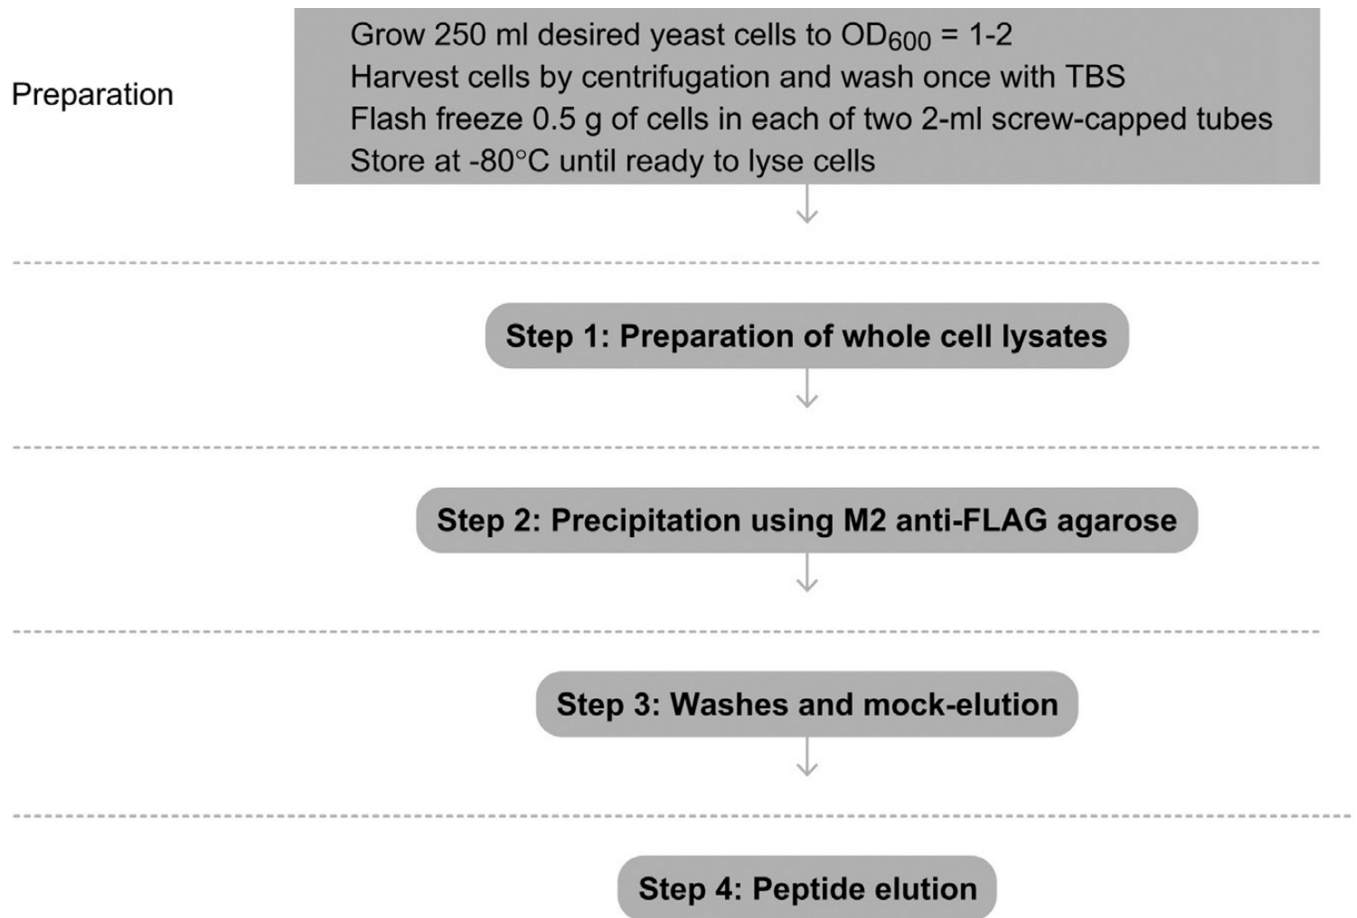 Preparation
Grow 250 ml desired yeast cells to OD600 = 1-2
Harvest cells by centrifugation and wash once with TBS
Flash freeze 0.5 g of cells in each of two 2-ml screw-capped tubes
Store at -80°C until ready to lyse cells
Step 1: Preparation of whole cell lysates
Step 2: Precipitation using M2 anti-FLAG agarose
Step 3: Washes and mock-elution
Step 4: Peptide elution